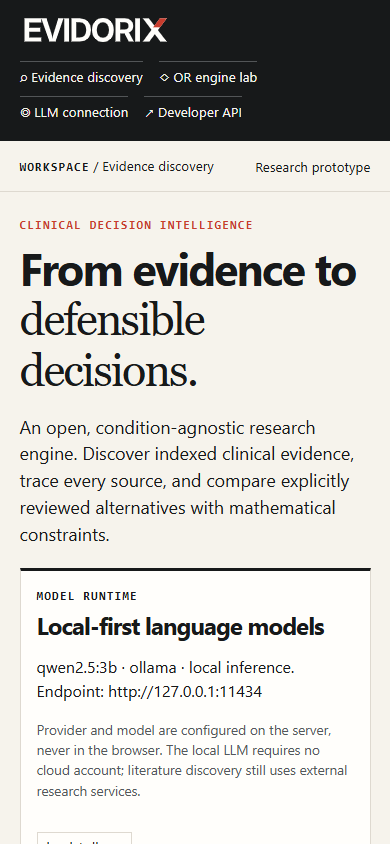 EVIDORIX
⌕ Evidence discovery
◇ OR engine lab
◎ LLM connection
↗ Developer API
WORKSPACE / Evidence discovery
Research prototype
CLINICAL DECISION INTELLIGENCE
From evidence to
defensible
decisions.
An open, condition-agnostic research
engine. Discover indexed clinical evidence,
trace every source, and compare explicitly
reviewed alternatives with mathematical
constraints.
MODEL RUNTIME
Local-first language models
qwen2.5:3b · ollama · local inference.
Endpoint: http://127.0.0.1:11434
Provider and model are configured on the server,
never in the browser. The local LLM requires no
cloud account; literature discovery still uses external
research services.